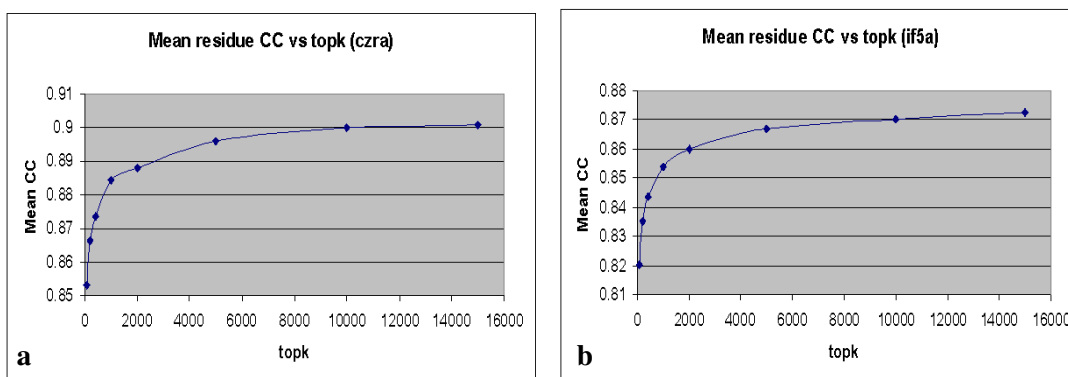 Mean residue CC vs topk (czra)
0.91
0.9
0.89
0.88
0.87
0.86
0.85
Mean CC
0 2000 4000 6000 8000 10000 12000 14000 16000
topk
a
Mean residue CC vs topk (if5a)
0.88
0.87
0.86
0.85
0.84
0.83
0.82
0.81
Mean CC
0 2000 4000 6000 8000 10000 12000 14000 16000
topk
b